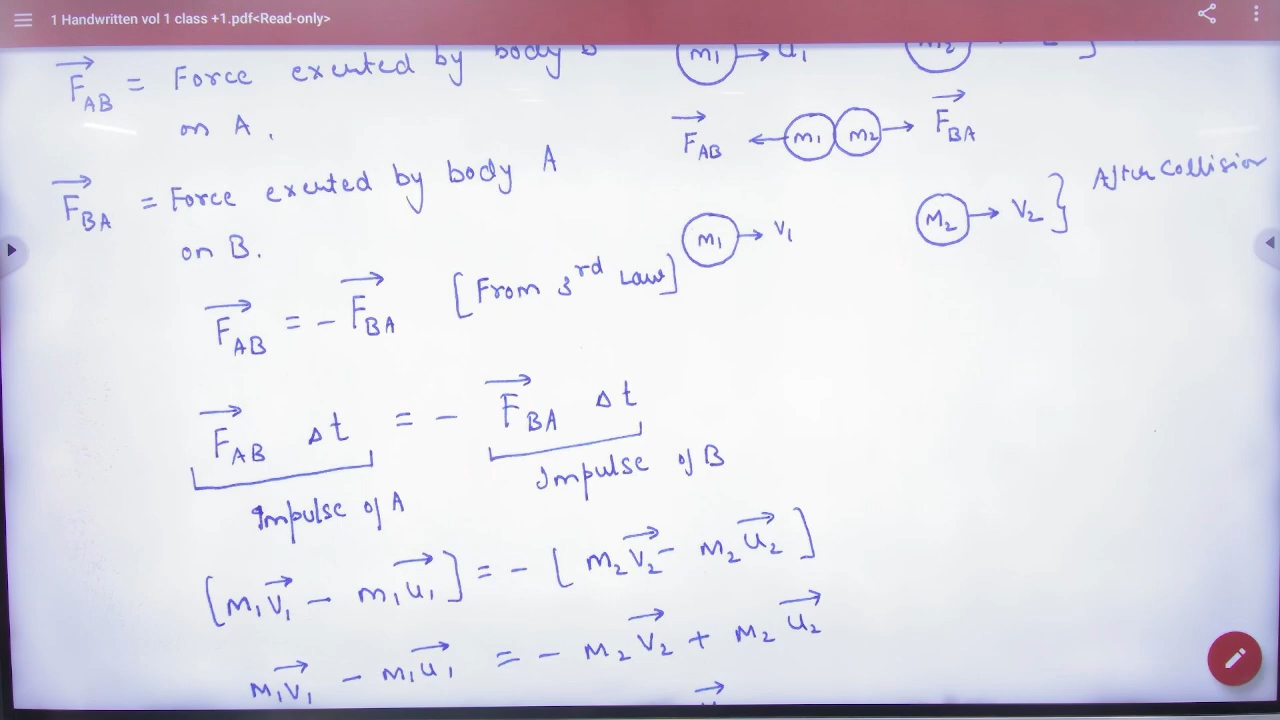 1 Handwritten vol 1 class +1.pdf<Read-only>
F⃗AB = Force exerted by body B
on A.
F⃗BA = Force exerted by body A
on B.
m1 → u1
m2
F⃗AB ← m1 m2 → F⃗BA
m1 → v1
M2 → v2 } After Collision
F⃗AB = - F⃗BA [From 3rd Law]
F⃗AB Δt = - F⃗BA Δt
Impulse of A
Impulse of B
[m1v⃗1 - m1u⃗1] = - [m2v⃗2 - m2u⃗2]
m1v⃗1 - m1u⃗1 = - m2v⃗2 + m2u⃗2